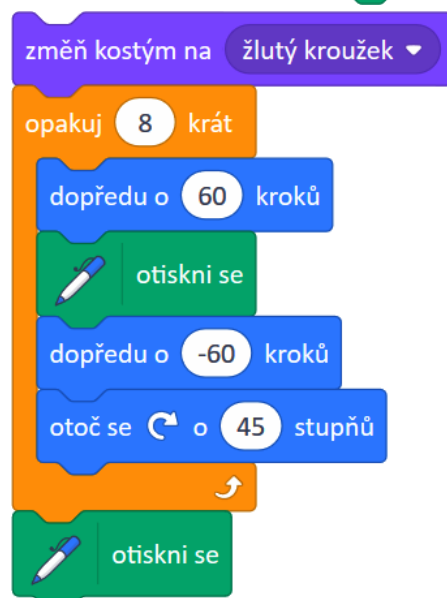 změň kostým na žlutý kroužek
opakuj 8 krát
dopředu o 60 kroků
otiskni se
dopředu o -60 kroků
otoč se o 45 stupňů
otiskni se